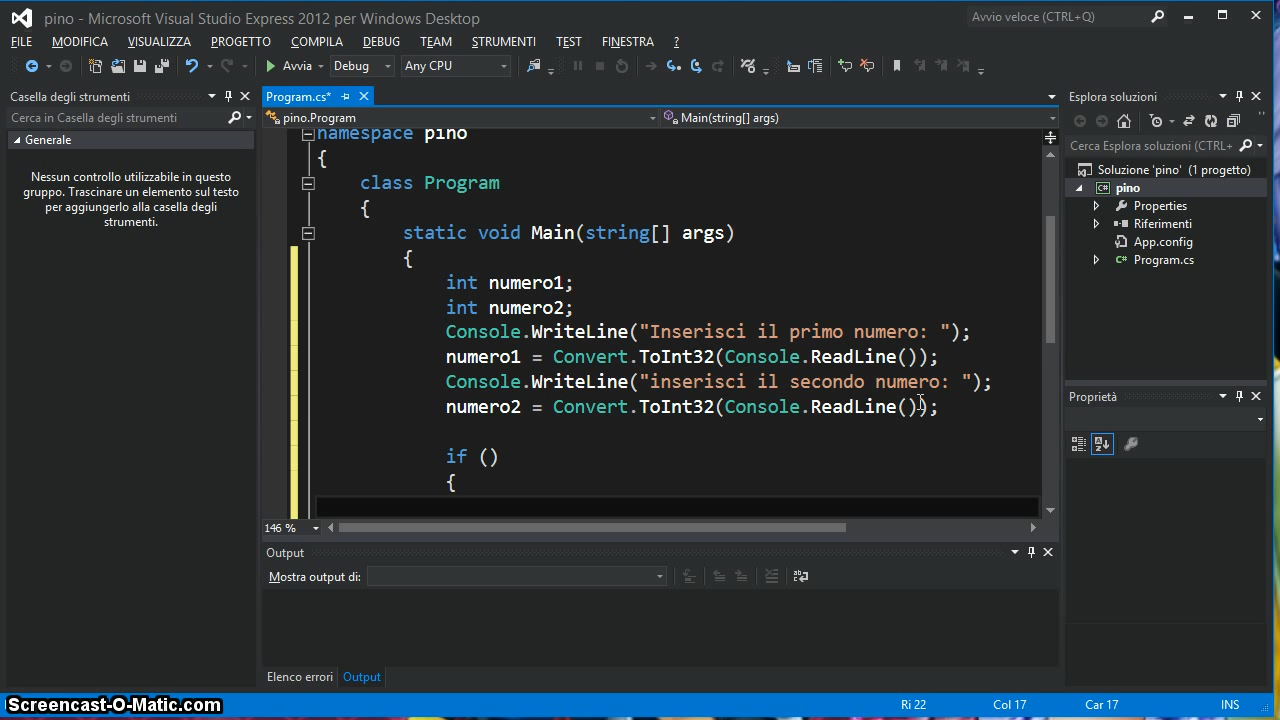 pino - Microsoft Visual Studio Express 2012 per Windows Desktop
Avvio veloce (CTRL+Q)
FILE MODIFICA VISUALIZZA PROGETTO COMPILA DEBUG TEAM STRUMENTI TEST FINESTRA ?
Avvia Debug Any CPU
Casella degli strumenti
Cerca in Casella degli strumenti
Generale
Nessun controllo utilizzabile in questo
gruppo. Trascinare un elemento sul testo
per aggiungerlo alla casella degli
strumenti.
Program.cs*
pino.Program
Main(string[] args)
namespace pino
{
class Program
{
static void Main(string[] args)
{
int numero1;
int numero2;
Console.WriteLine("Inserisci il primo numero: ");
numero1 = Convert.ToInt32(Console.ReadLine());
Console.WriteLine("inserisci il secondo numero: ");
numero2 = Convert.ToInt32(Console.ReadLine());
if ()
{
146 %
Output
Mostra output di:
Elenco errori Output
Esplora soluzioni
Cerca Esplora soluzioni (CTRL+
Soluzione 'pino' (1 progetto)
C# pino
Properties
Riferimenti
App.config
C# Program.cs
Proprietà
Ri 22 Col 17 Car 17 INS
Screencast-O-Matic.com